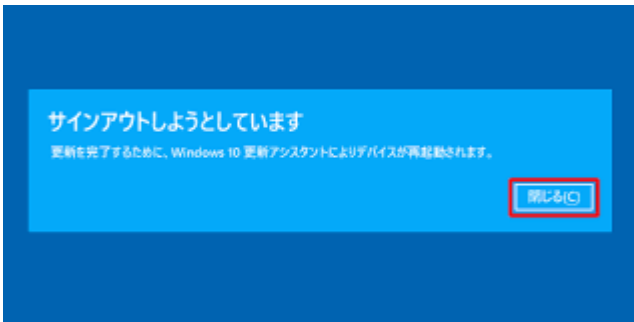 サインアウトしようとしています
更新を完了するために、Windows 10 更新アシスタントによりデバイスが再起動されます。
閉じる(C)